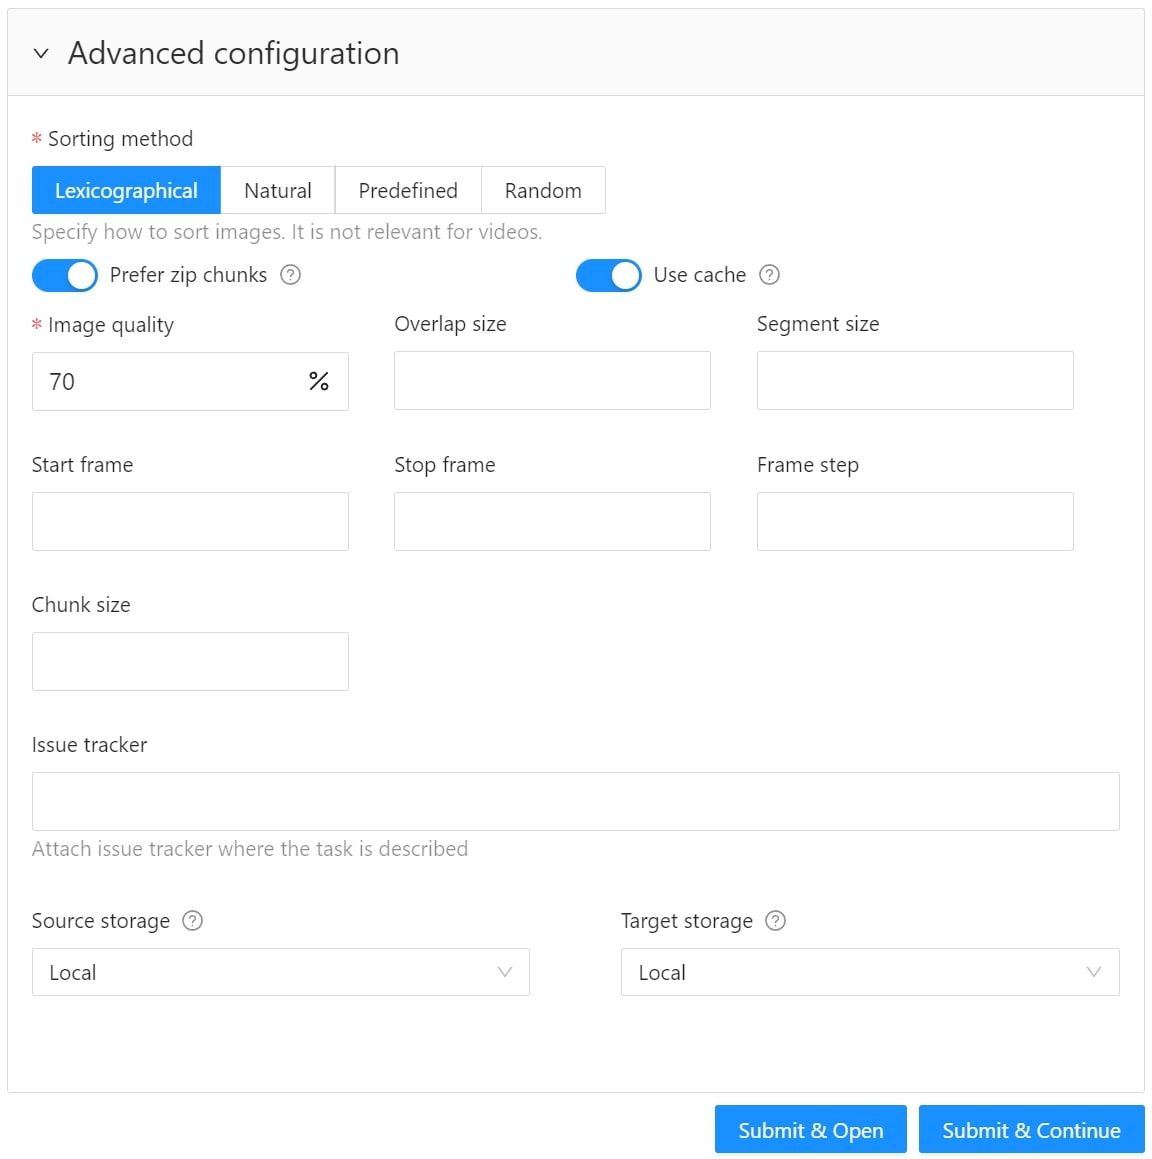 Advanced configuration
* Sorting method
Lexicographical Natural Predefined Random
Specify how to sort images. It is not relevant for videos.
Prefer zip chunks ? Use cache ?
* Image quality Overlap size Segment size
70 %
Start frame Stop frame Frame step
Chunk size
Issue tracker
Attach issue tracker where the task is described
Source storage ? Target storage ?
Local Local
Submit & Open Submit & Continue